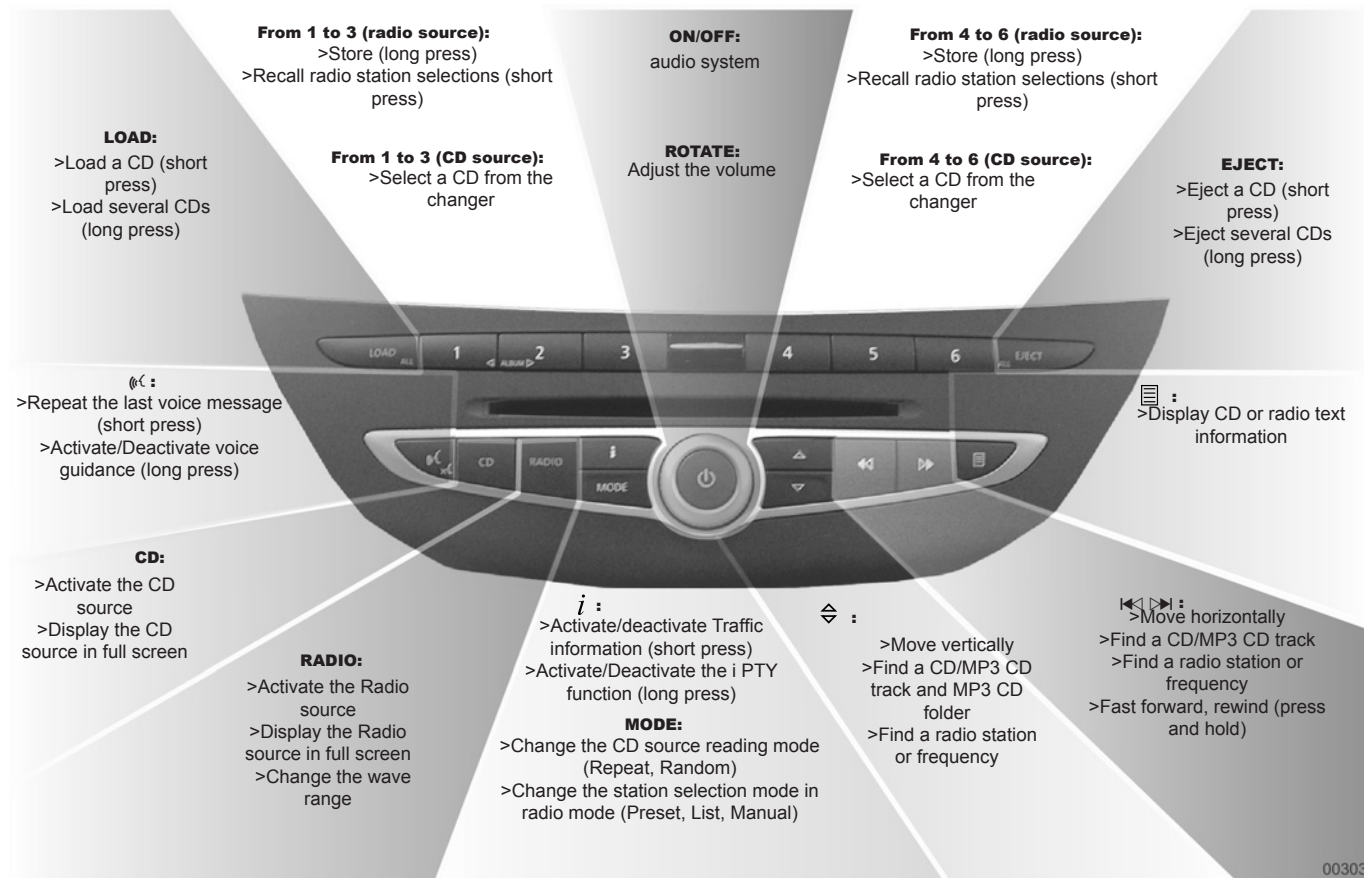 From 1 to 3 (radio source):
>Store (long press)
>Recall radio station selections (short
press)
From 1 to 3 (CD source):
>Select a CD from the
changer
ON/OFF:
audio system
ROTATE:
Adjust the volume
From 4 to 6 (radio source):
>Store (long press)
>Recall radio station selections (short
press)
From 4 to 6 (CD source):
>Select a CD from the
changer
LOAD:
>Load a CD (short
press)
>Load several CDs
(long press)
EJECT:
>Eject a CD (short
press)
>Eject several CDs
(long press)
LOAD ALL
1
ALBUM
2
3
4
5
6
ALL EJECT
CD
RADIO
i
MODE
:
>Repeat the last voice message
(short press)
>Activate/Deactivate voice
guidance (long press)
:
>Display CD or radio text
information
CD:
>Activate the CD
source
>Display the CD
source in full screen
RADIO:
>Activate the Radio
source
>Display the Radio
source in full screen
>Change the wave
range
i :
>Activate/deactivate Traffic
information (short press)
>Activate/Deactivate the i PTY
function (long press)
MODE:
>Change the CD source reading mode
(Repeat, Random)
>Change the station selection mode in
radio mode (Preset, List, Manual)
:
>Move vertically
>Find a CD/MP3 CD
track and MP3 CD
folder
>Find a radio station
or frequency
:
>Move horizontally
>Find a CD/MP3 CD track
>Find a radio station or
frequency
>Fast forward, rewind (press
and hold)
00303